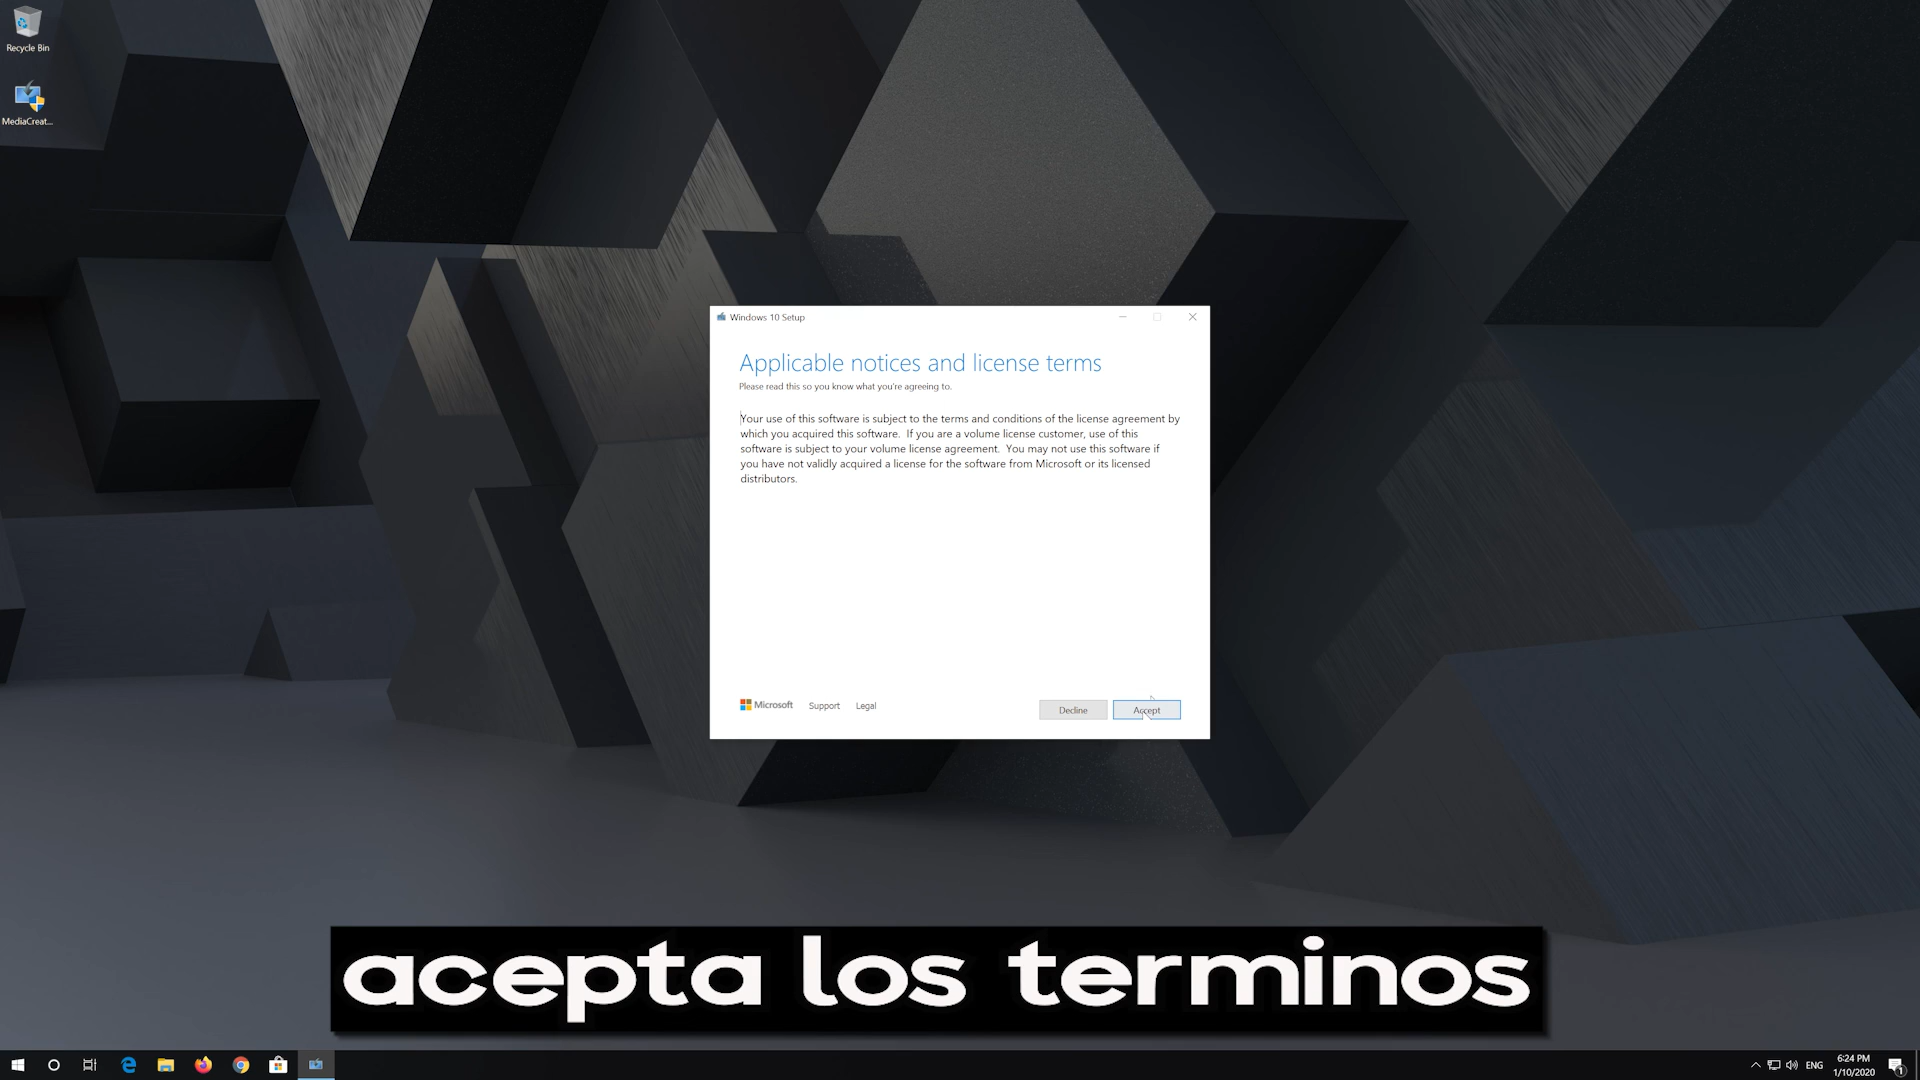 Recycle Bin
MediaCreat...
Windows 10 Setup
Applicable notices and license terms
Please read this so you know what you're agreeing to.
Your use of this software is subject to the terms and conditions of the license agreement by
which you acquired this software.  If you are a volume license customer, use of this
software is subject to your volume license agreement.  You may not use this software if
you have not validly acquired a license for the software from Microsoft or its licensed
distributors.
Microsoft Support Legal Decline Accept
acepta los terminos
ENG
6:24 PM
1/10/2020
1